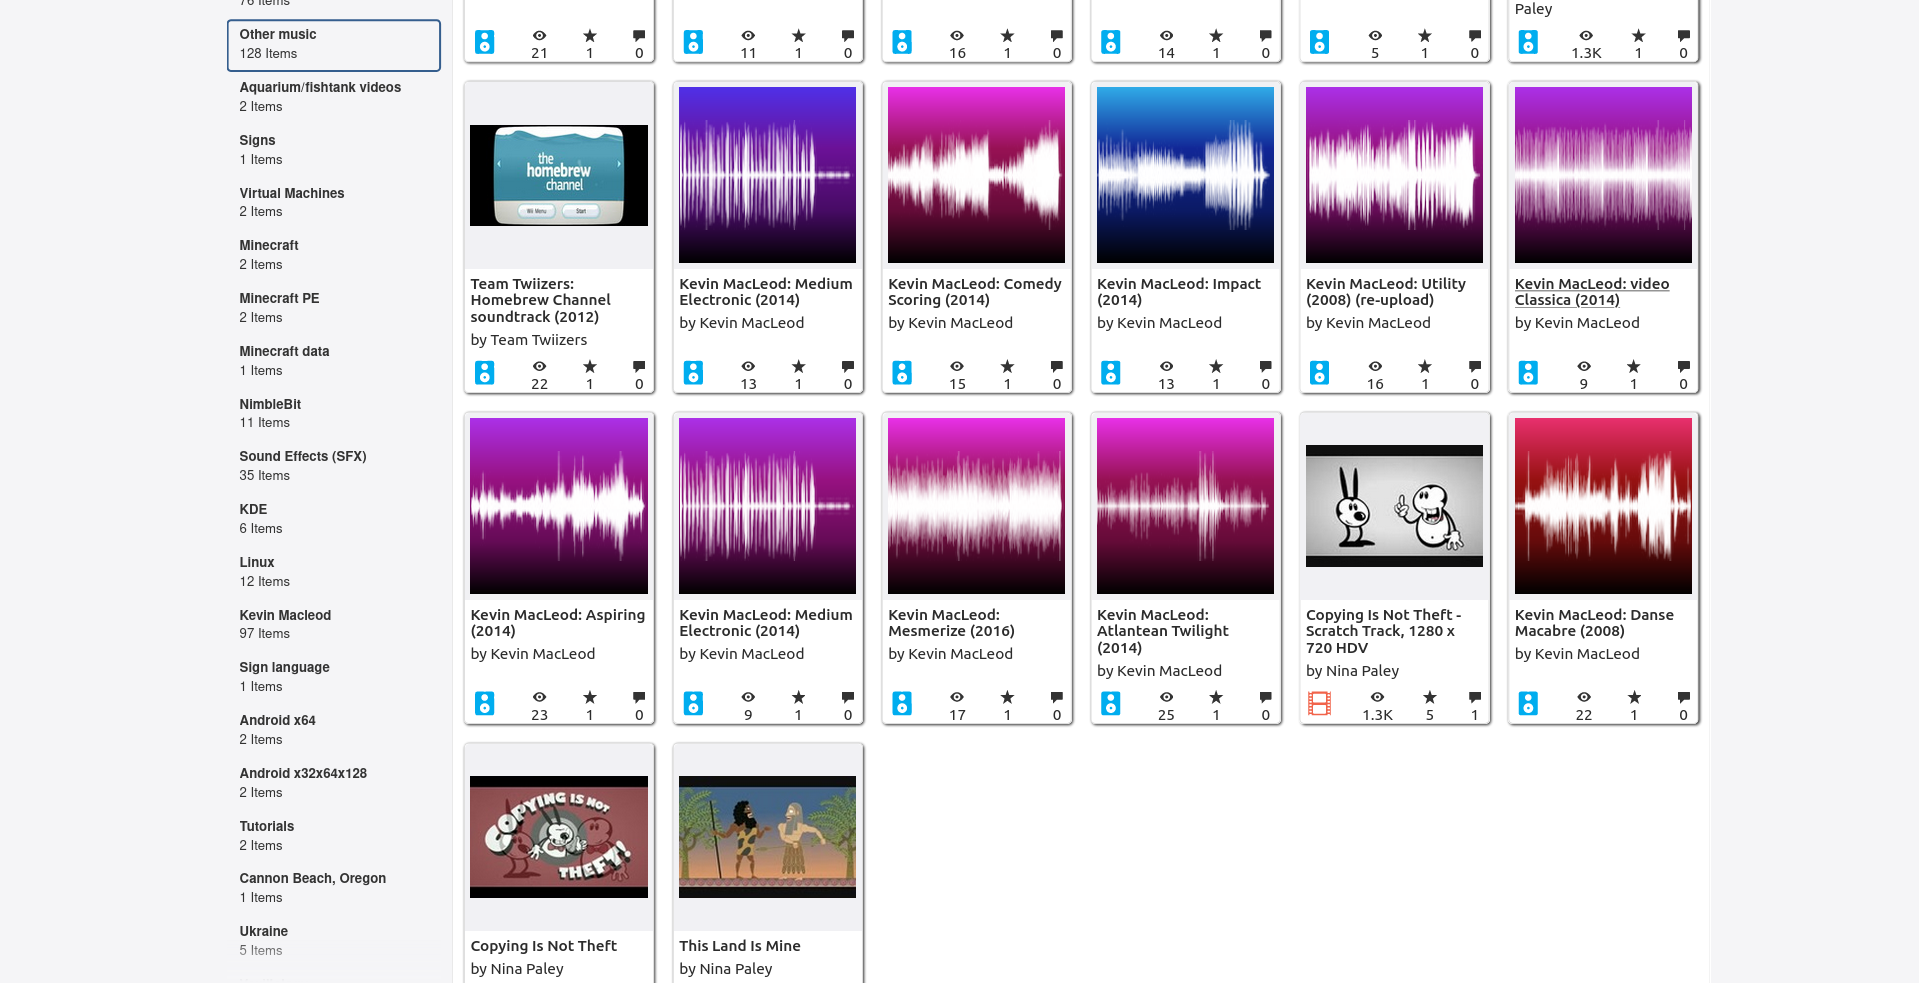 76 Items
Other music
128 Items
Aquarium/fishtank videos
2 Items
Signs
1 Items
Virtual Machines
2 Items
Minecraft
2 Items
Minecraft PE
2 Items
Minecraft data
1 Items
NimbleBit
11 Items
Sound Effects (SFX)
35 Items
KDE
6 Items
Linux
12 Items
Kevin Macleod
97 Items
Sign language
1 Items
Android x64
2 Items
Android x32x64x128
2 Items
Tutorials
2 Items
Cannon Beach, Oregon
1 Items
Ukraine
5 Items
Paley
21 1 0
11 1 0
16 1 0
14 1 0
5 1 0
1.3K 1 0
the
homebrew
channel
Wii Menu Start
Team Twiizers:
Homebrew Channel
soundtrack (2012)
by Team Twiizers
22 1 0
Kevin MacLeod: Medium
Electronic (2014)
by Kevin MacLeod
13 1 0
Kevin MacLeod: Comedy
Scoring (2014)
by Kevin MacLeod
15 1 0
Kevin MacLeod: Impact
(2014)
by Kevin MacLeod
13 1 0
Kevin MacLeod: Utility
(2008) (re-upload)
by Kevin MacLeod
16 1 0
Kevin MacLeod: video
Classica (2014)
by Kevin MacLeod
9 1 0
Kevin MacLeod: Aspiring
(2014)
by Kevin MacLeod
23 1 0
Kevin MacLeod: Medium
Electronic (2014)
by Kevin MacLeod
9 1 0
Kevin MacLeod:
Mesmerize (2016)
by Kevin MacLeod
17 1 0
Kevin MacLeod:
Atlantean Twilight
(2014)
by Kevin MacLeod
25 1 0
Copying Is Not Theft -
Scratch Track, 1280 x
720 HDV
by Nina Paley
1.3K 5 1
Kevin MacLeod: Danse
Macabre (2008)
by Kevin MacLeod
22 1 0
COPYING IS NOT
THEFT!
Copying Is Not Theft
by Nina Paley
This Land Is Mine
by Nina Paley